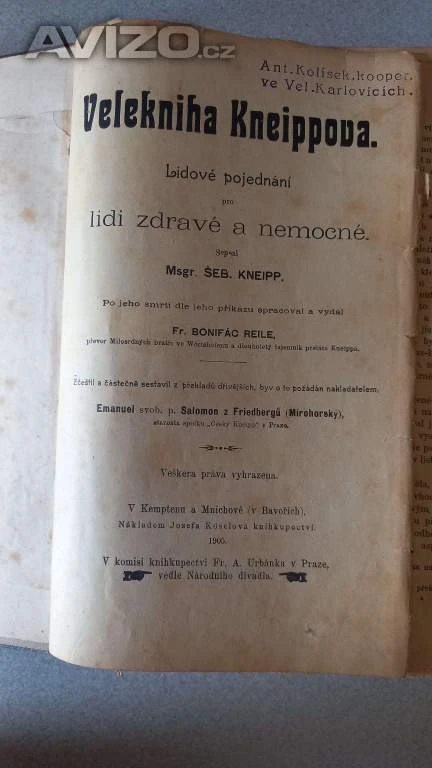 AVÍZO.cz
Ant. Kolísek, kooper.
ve Vel. Karlovicích.
Velekniha Kneippova.
Lidové pojednání
pro
lidi zdravé a nemocné.
Sepsal
Msgr. ŠEB. KNEIPP.
Po jeho smrti dle jeho příkazu spracoval a vydal
Fr. BONIFÁC REILE,
převor Milosrdných bratří ve Wörishofenu a dlouholetý tajemník preláta Kneippa.
Zčeštil a částečně sestavil z překladů dřívějších, byv o to požádán nakladatelem,
Emanuel svob. p. Salomon z Friedbergů (Mirohorský),
starosta spolku „Český Kneipp" v Praze.
Veškera práva vyhrazena.
V Kemptenu a Mnichově (v Bavořích).
Nákladem Josefa Köselova knihkupectví.
1900.
V komisi knihkupectví Fr. A. Urbánka v Praze,
vedle Národního divadla.